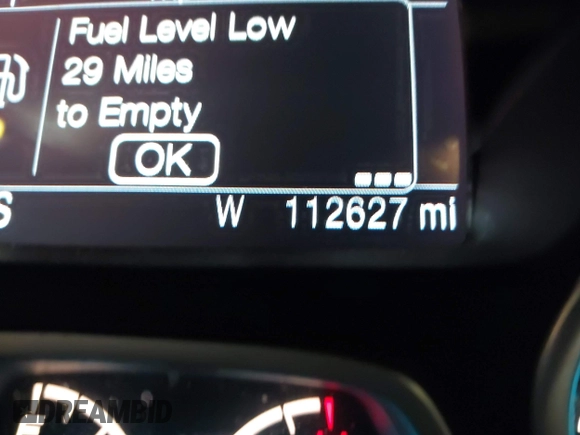 Fuel Level Low
29 Miles
to Empty
OK
S W 112627 mi
DREAMBID